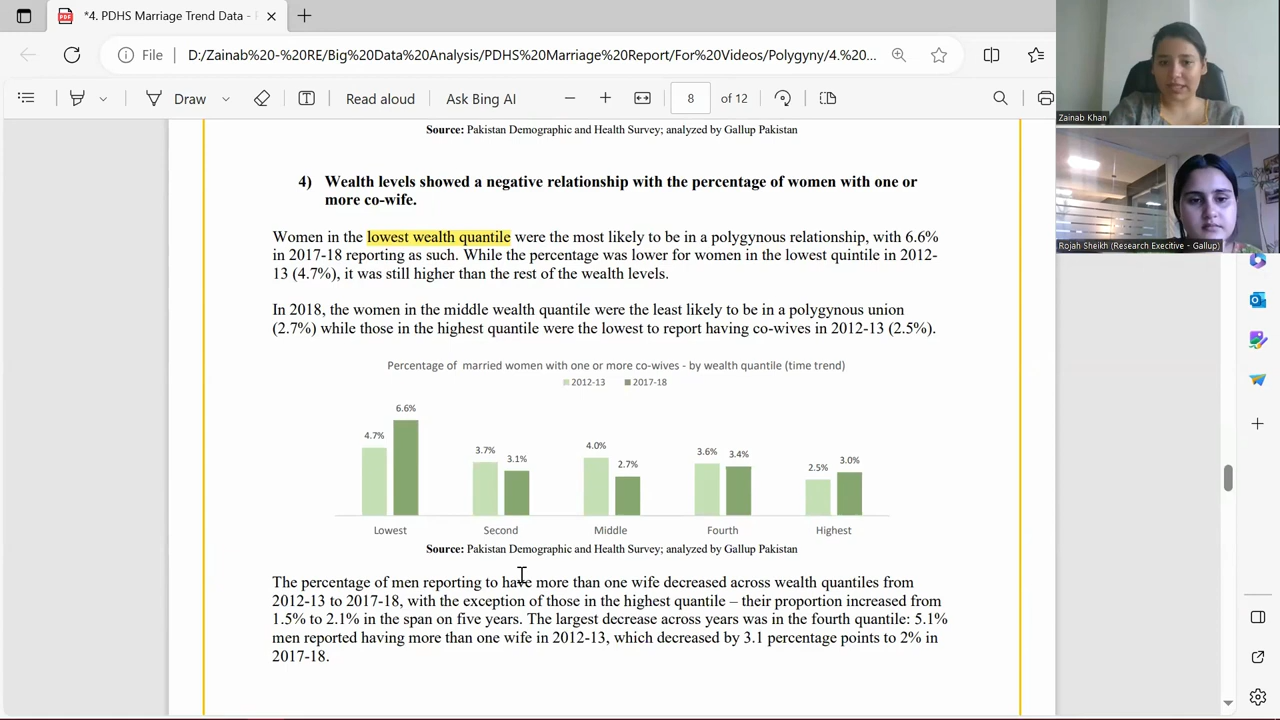 *4. PDHS Marriage Trend Data -
File
D:/Zainab%20-%20RE/Big%20Data%20Analysis/PDHS%20Marriage%20Report/For%20Videos/Polygyny/4.%20...
Draw
Read aloud
Ask Bing AI
8
of 12
Zainab Khan
Rojah Sheikh (Research Exective - Gallup)
Source: Pakistan Demographic and Health Survey; analyzed by Gallup Pakistan
4) Wealth levels showed a negative relationship with the percentage of women with one or
more co-wife.
Women in the lowest wealth quantile were the most likely to be in a polygynous relationship, with 6.6%
in 2017-18 reporting as such. While the percentage was lower for women in the lowest quintile in 2012-
13 (4.7%), it was still higher than the rest of the wealth levels.
In 2018, the women in the middle wealth quantile were the least likely to be in a polygynous union
(2.7%) while those in the highest quantile were the lowest to report having co-wives in 2012-13 (2.5%).
Percentage of married women with one or more co-wives - by wealth quantile (time trend)
2012-13 2017-18
4.7% 6.6% 3.7% 3.1% 4.0% 2.7% 3.6% 3.4% 2.5% 3.0%
Lowest Second Middle Fourth Highest
Source: Pakistan Demographic and Health Survey; analyzed by Gallup Pakistan
The percentage of men reporting to have more than one wife decreased across wealth quantiles from
2012-13 to 2017-18, with the exception of those in the highest quantile – their proportion increased from
1.5% to 2.1% in the span on five years. The largest decrease across years was in the fourth quantile: 5.1%
men reported having more than one wife in 2012-13, which decreased by 3.1 percentage points to 2% in
2017-18.